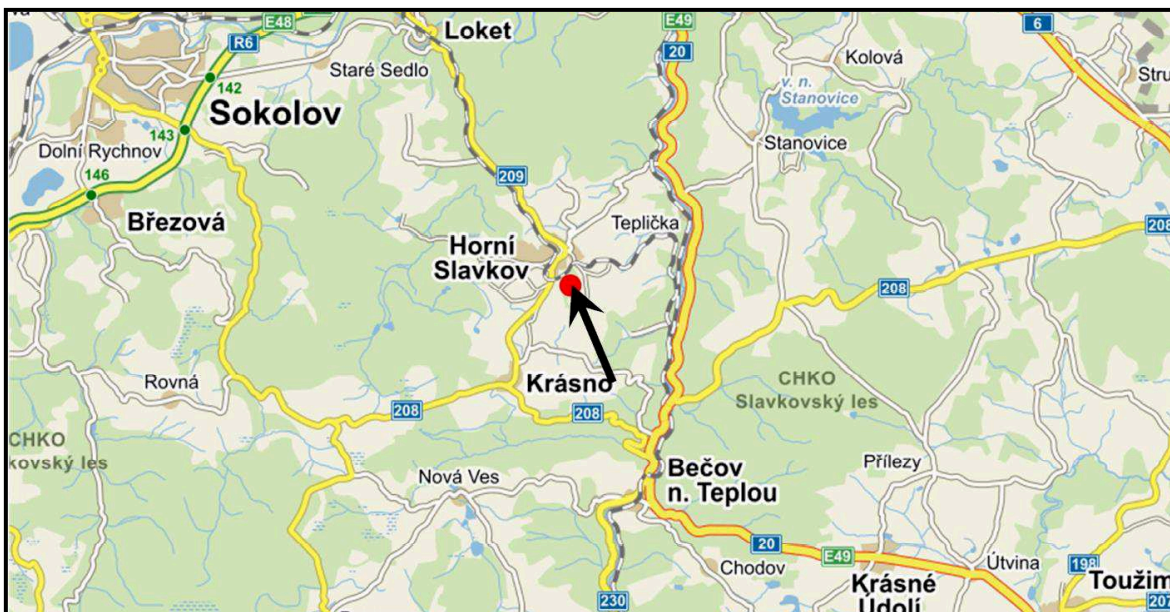 E48
R6
Loket
E49
20
6
Kolová
Staré Sedlo
142
v. n.
Stanovice
Sokolov
143
Stanovice
Dolní Rychnov
146
209
Březová
Teplička
208
Horní
Slavkov
208
Krásno
CHKO
Slavkovský les
Rovná
208
208
CHKO
kovský les
Bečov
n. Teplou
Přílezy
Nová Ves
20
E49
Útvina
198
Chodov
Krásné
Údolí
Toužim
230
207